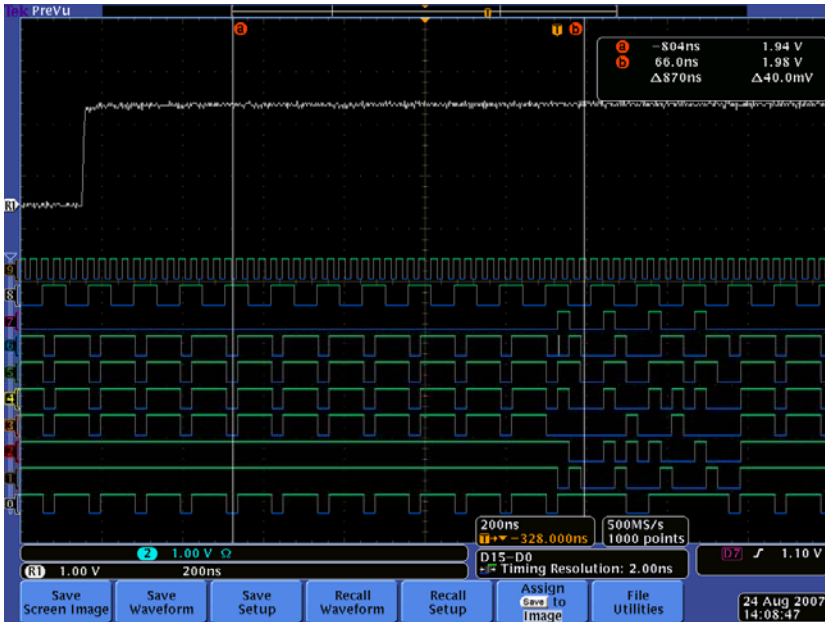 Tek PreVu
a
T
b
T
a -804ns 1.94 V
b 66.0ns 1.98 V
Δ870ns Δ40.0mV
R1
9
8
7
6
5
4
3
2
1
0
200ns
T→▼ -328.000ns
500MS/s
1000 points
2 1.00 V Ω
R1 1.00 V 200ns
D15-D0
Timing Resolution: 2.00ns
D7 1.10 V
Save Screen Image
Save Waveform
Save Setup
Recall Waveform
Recall Setup
Assign Save to Image
File Utilities
24 Aug 2007
14:08:47